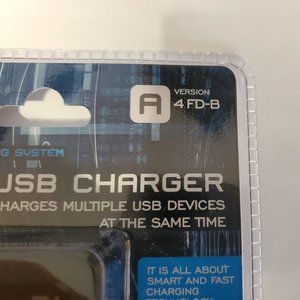 A
VERSION
4 FD-B
G SYSTEM
USB CHARGER
CHARGES MULTIPLE USB DEVICES
AT THE SAME TIME
IT IS ALL ABOUT
SMART AND FAST
CHARGING
TECHNOLOGY